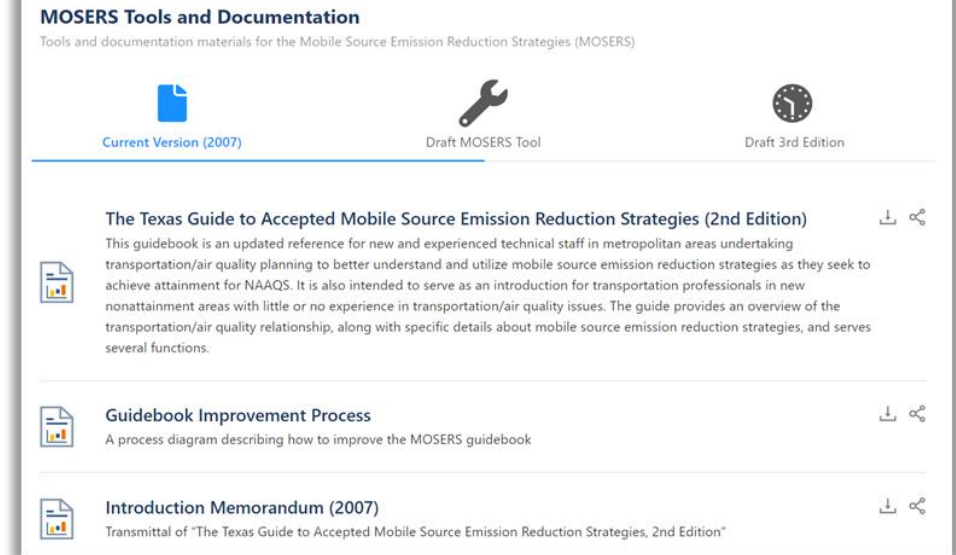 MOSERS Tools and Documentation
Tools and documentation materials for the Mobile Source Emission Reduction Strategies (MOSERS)
Current Version (2007)
Draft MOSERS Tool
Draft 3rd Edition
The Texas Guide to Accepted Mobile Source Emission Reduction Strategies (2nd Edition)
This guidebook is an updated reference for new and experienced technical staff in metropolitan areas undertaking
transportation/air quality planning to better understand and utilize mobile source emission reduction strategies as they seek to
achieve attainment for NAAQS. It is also intended to serve as an introduction for transportation professionals in new
nonattainment areas with little or no experience in transportation/air quality issues. The guide provides an overview of the
transportation/air quality relationship, along with specific details about mobile source emission reduction strategies, and serves
several functions.
Guidebook Improvement Process
A process diagram describing how to improve the MOSERS guidebook
Introduction Memorandum (2007)
Transmittal of "The Texas Guide to Accepted Mobile Source Emission Reduction Strategies, 2nd Edition"